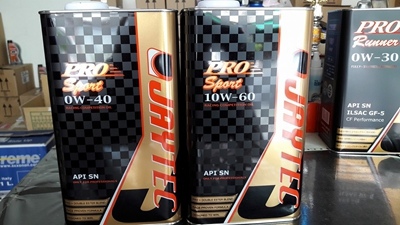 PRO
Sport
0W-40
API SN
JAYTEC
PRO
Sport
10W-60
API SN
JAYTEC
PRO
Runner
0W-30
API SN
ILSAC GF-5
CF Performance
reme
1L